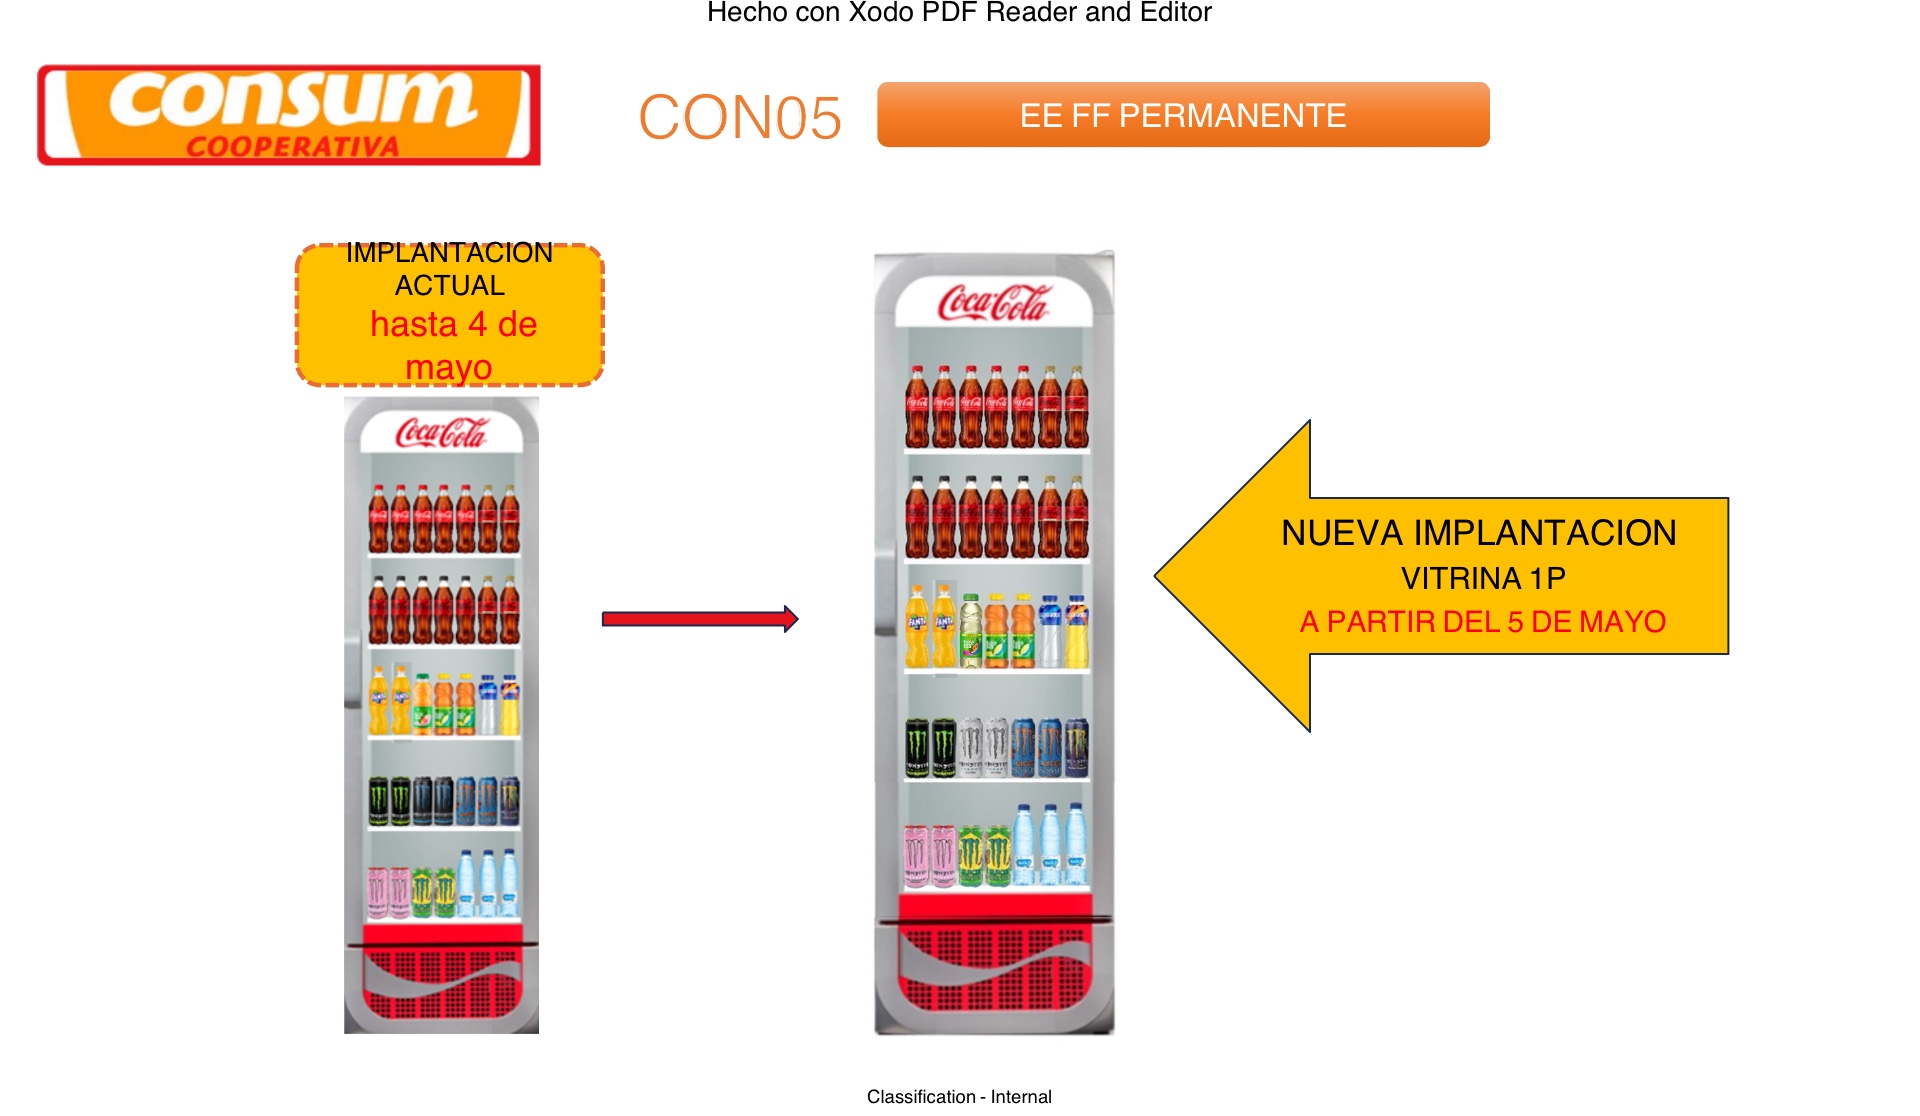 Hecho con Xodo PDF Reader and Editor
consum
COOPERATIVA
CON05
EE FF PERMANENTE
IMPLANTACION
ACTUAL
hasta 4 de
mayo
Coca-Cola
Coca-Cola
NUEVA IMPLANTACION
VITRINA 1P
A PARTIR DEL 5 DE MAYO
Classification - Internal